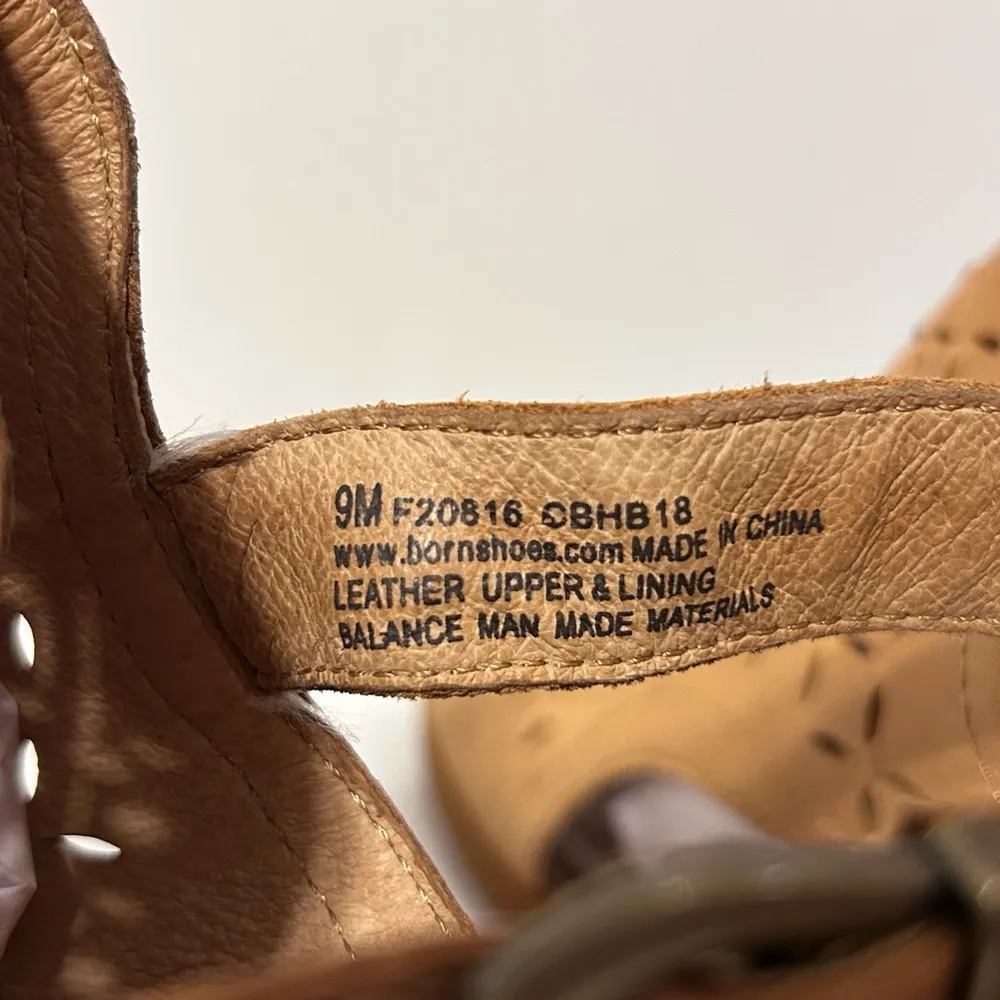 9M F20816 CBHB18
www.bornshoes.com MADE IN CHINA
LEATHER UPPER & LINING
BALANCE MAN MADE MATERIALS